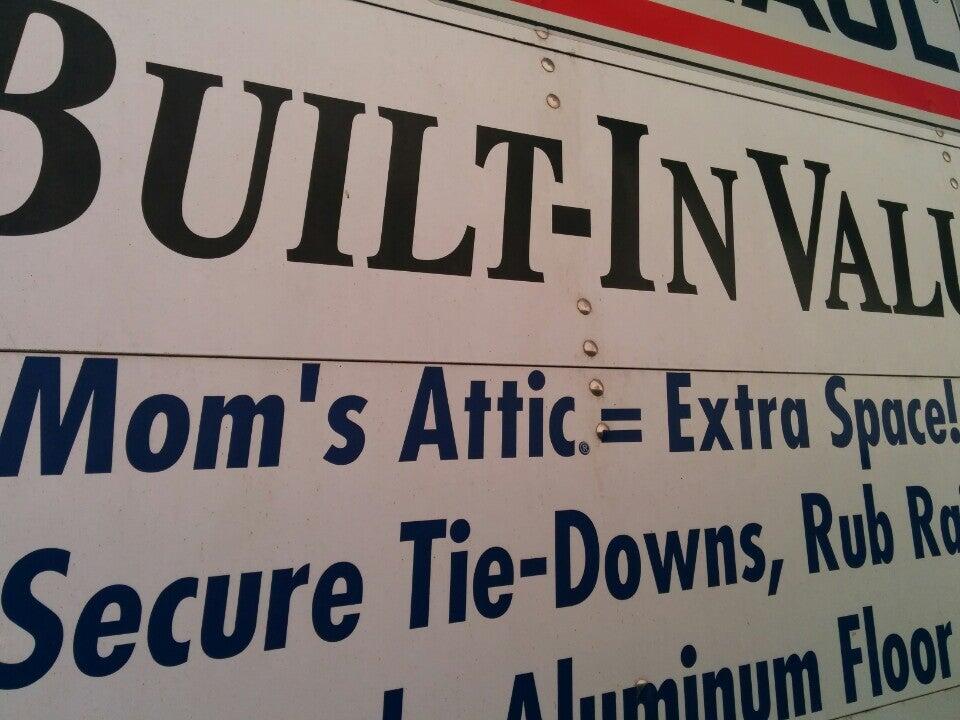 BUILT-IN VALU
Mom's Attic® = Extra Space!
Secure Tie-Downs, Rub Ra
Aluminum Floor